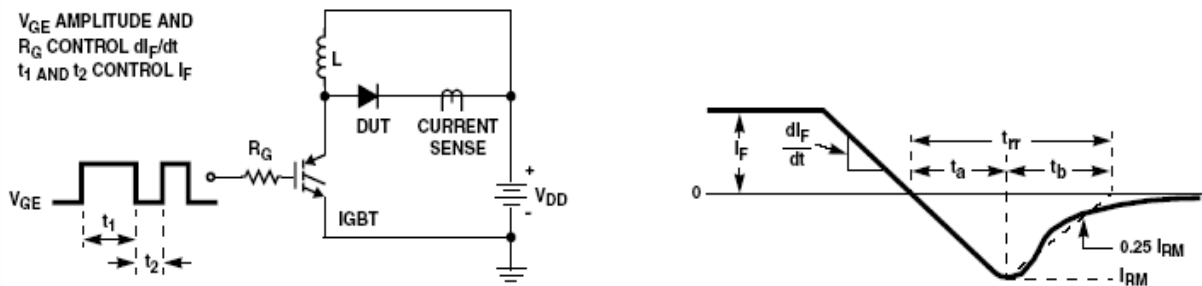 V_GE AMPLITUDE AND
R_G CONTROL dI_F/dt
t_1 AND t_2 CONTROL I_F
L
DUT
CURRENT
SENSE
R_G
V_GE
t_1
t_2
IGBT
+
V_DD
-
I_F
dI_F
dt
t_rr
t_a
t_b
0
0.25 I_RM
I_RM